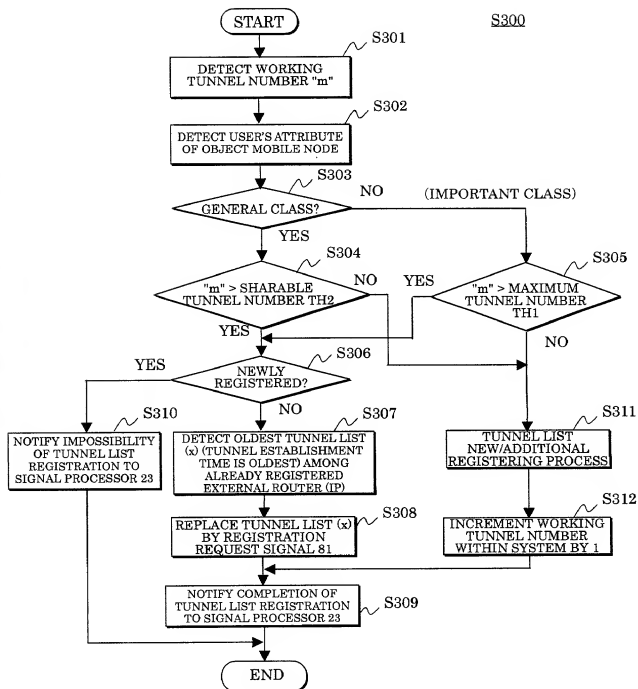 START
S300
S301
DETECT WORKING
TUNNEL NUMBER "m"
S302
DETECT USER'S ATTRIBUTE
OF OBJECT MOBILE NODE
S303
GENERAL CLASS?
NO
(IMPORTANT CLASS)
YES
S304
"m" > SHARABLE
TUNNEL NUMBER TH2
NO
YES
S305
"m" > MAXIMUM
TUNNEL NUMBER
TH1
YES
NO
S306
NEWLY
REGISTERED?
YES
NO
S310
NOTIFY IMPOSSIBILITY
OF TUNNEL LIST
REGISTRATION TO
SIGNAL PROCESSOR 23
S307
DETECT OLDEST TUNNEL LIST
(x) (TUNNEL ESTABLISHMENT
TIME IS OLDEST) AMONG
ALREADY REGISTERED
EXTERNAL ROUTER (IP)
S311
TUNNEL LIST
NEW/ADDITIONAL
REGISTERING PROCESS
S308
REPLACE TUNNEL LIST (x)
BY REGISTRATION
REQUEST SIGNAL 81
S312
INCREMENT WORKING
TUNNEL NUMBER
WITHIN SYSTEM BY 1
NOTIFY COMPLETION OF
TUNNEL LIST REGISTRATION
TO SIGNAL PROCESSOR 23
S309
END